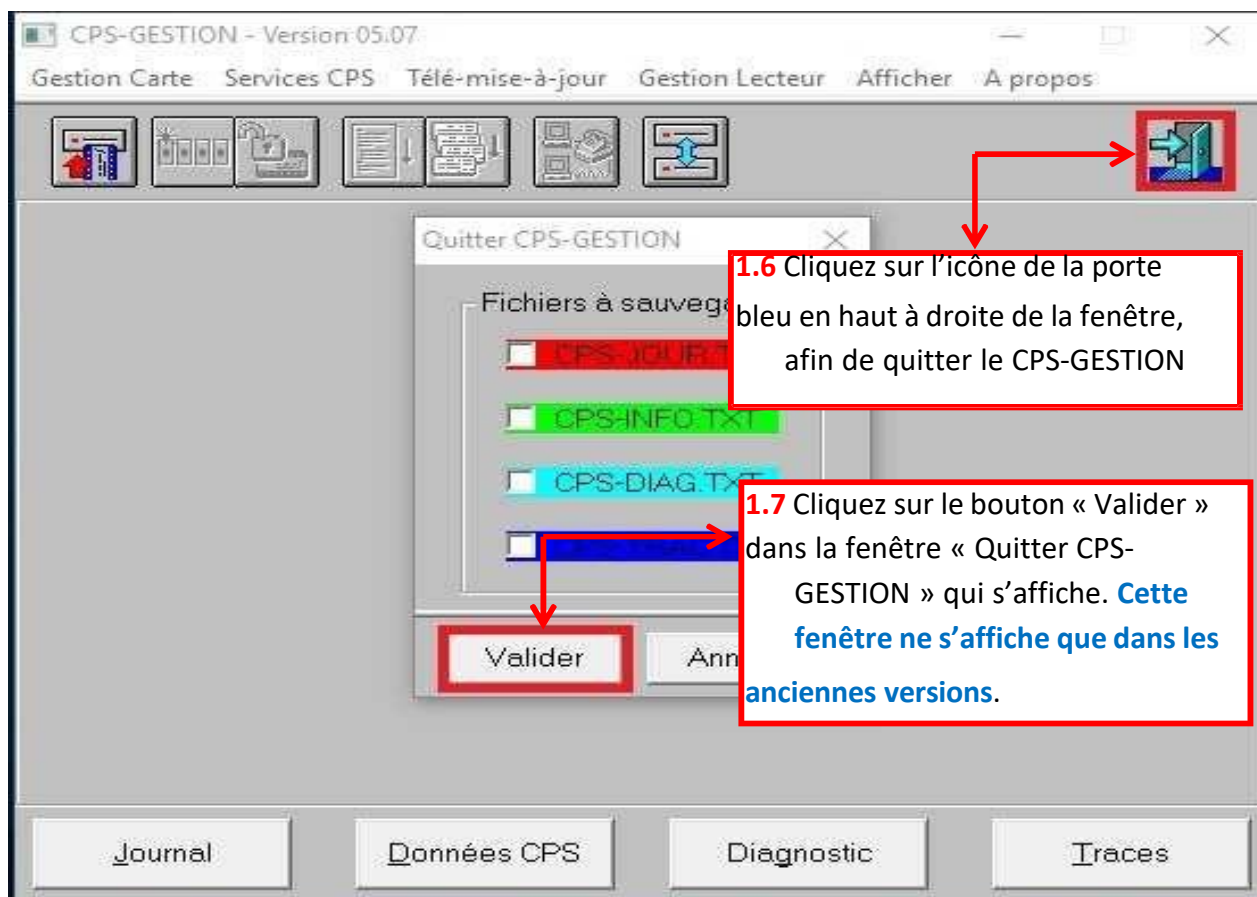 CPS-GESTION - Version 05.07
Gestion Carte Services CPS Télé-mise-à-jour Gestion Lecteur Afficher A propos
Quitter CPS-GESTION
Fichiers à sauveg
CPS-JOUR.T
CPS-INFO.TXT
CPS-DIAG.TXT
Valider Ann
1.6 Cliquez sur l’icône de la porte
bleu en haut à droite de la fenêtre,
afin de quitter le CPS-GESTION
1.7 Cliquez sur le bouton « Valider »
dans la fenêtre « Quitter CPS-
GESTION » qui s’affiche. Cette
fenêtre ne s’affiche que dans les
anciennes versions.
Journal Données CPS Diagnostic Traces